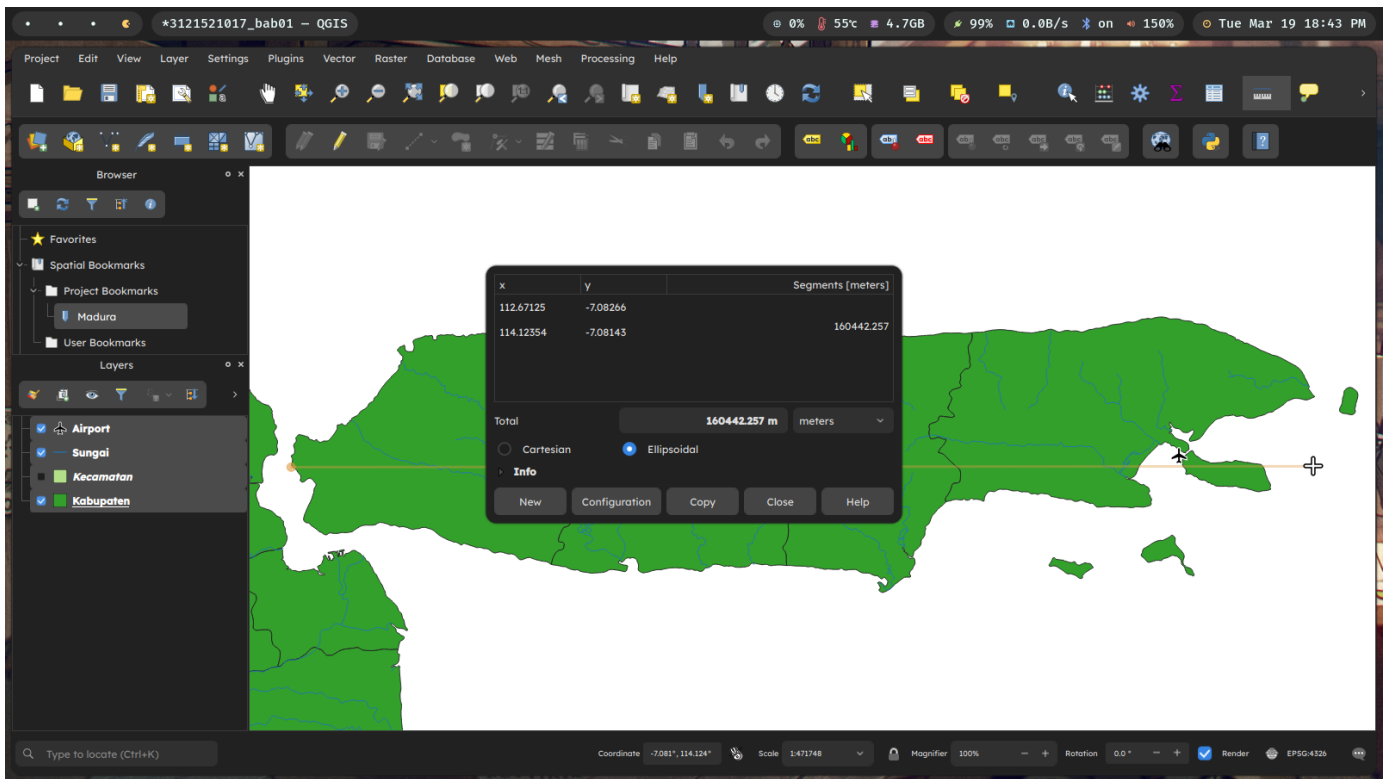 *3121521017_bab01 — QGIS
0% 55°C 4.7GB
99% 0.0B/s on 150%
Tue Mar 19 18:43 PM
Project Edit View Layer Settings Plugins Vector Raster Database Web Mesh Processing Help
Browser
Favorites
Spatial Bookmarks
Project Bookmarks
Madura
User Bookmarks
Layers
Airport
Sungai
Kecamatan
Kabupaten
x y Segments [meters]
112.67125 -7.08266
114.12354 -7.08143 160442.257
Total 160442.257 m meters
Cartesian Ellipsoidal
Info
New Configuration Copy Close Help
Type to locate (Ctrl+K) Coordinate -7.081°, 114.124° Scale 1:471748 Magnifier 100% Rotation 0.0 ° Render EPSG:4326